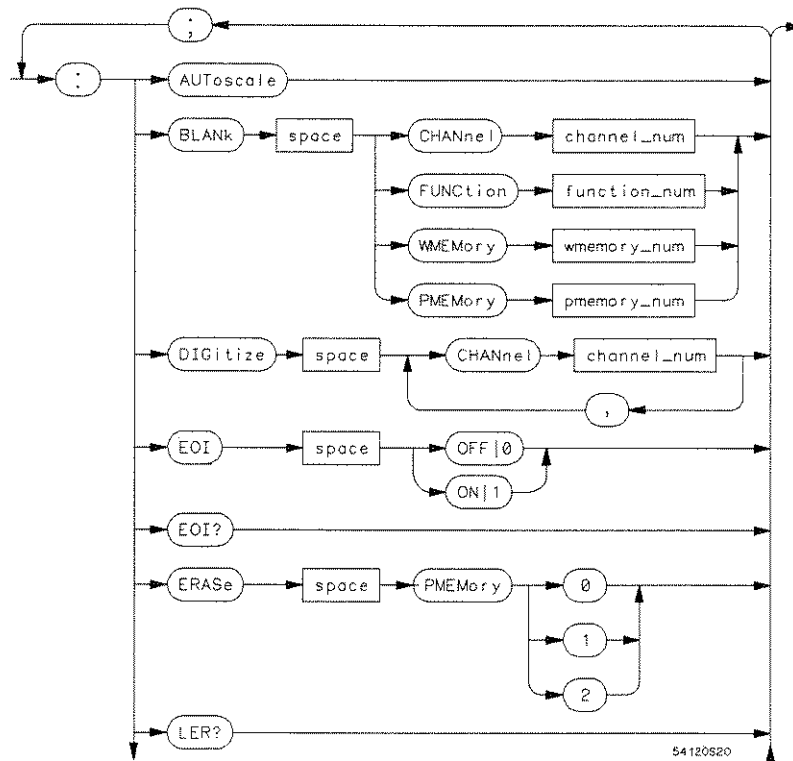 ;
:
AUToscale
BLANk space CHANnel channel_num
FUNCtion function_num
WMEMory wmemory_num
PMEMory pmemory_num
DIGitize space CHANnel channel_num
,
EOI space OFF|0
ON|1
EOI?
ERASe space PMEMory 0
1
2
LER?
54120S20